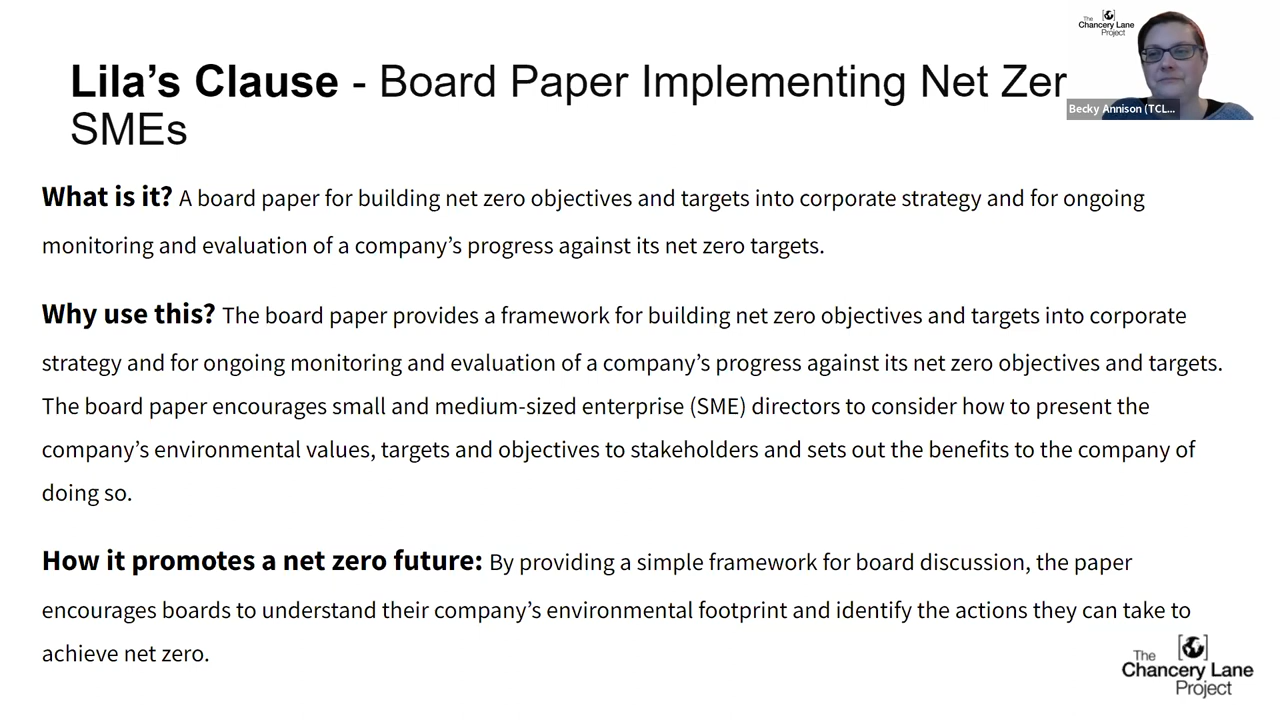 The
Chancery Lane
Project
Becky Annison (TCL...
Lila's Clause - Board Paper Implementing Net Zer
SMEs
What is it? A board paper for building net zero objectives and targets into corporate strategy and for ongoing
monitoring and evaluation of a company's progress against its net zero targets.
Why use this? The board paper provides a framework for building net zero objectives and targets into corporate
strategy and for ongoing monitoring and evaluation of a company's progress against its net zero objectives and targets.
The board paper encourages small and medium-sized enterprise (SME) directors to consider how to present the
company's environmental values, targets and objectives to stakeholders and sets out the benefits to the company of
doing so.
How it promotes a net zero future: By providing a simple framework for board discussion, the paper
encourages boards to understand their company's environmental footprint and identify the actions they can take to
achieve net zero.
The
Chancery Lane
Project